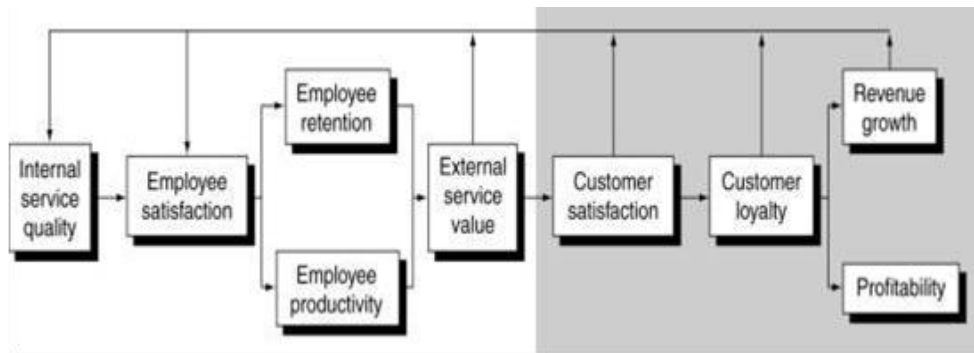 Internal
service
quality
Employee
satisfaction
Employee
retention
Employee
productivity
External
service
value
Customer
satisfaction
Customer
loyalty
Revenue
growth
Profitability